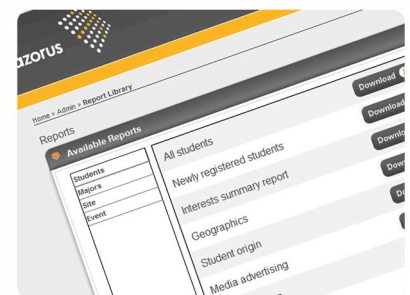 azorus
Home > Admin > Report Library
Reports
Available Reports
Students
Majors
Site
Event
All students
Download
Newly registered students
Download
Interests summary report
Geographics
Student origin
Media advertising